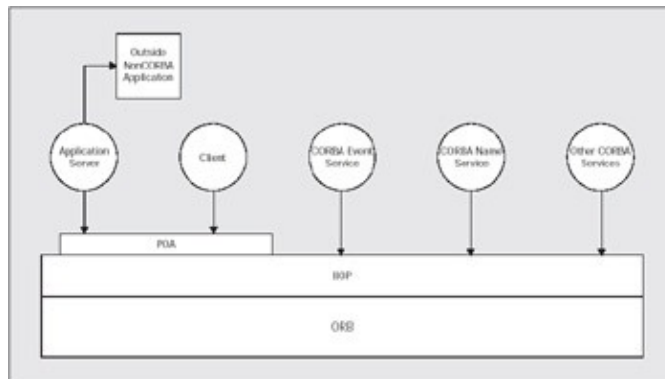 Outside
NonCORBA
Application
Application
Server
Client
CORBA Event
Service
CORBA Name
Service
Other CORBA
Services
POA
IIOP
ORB